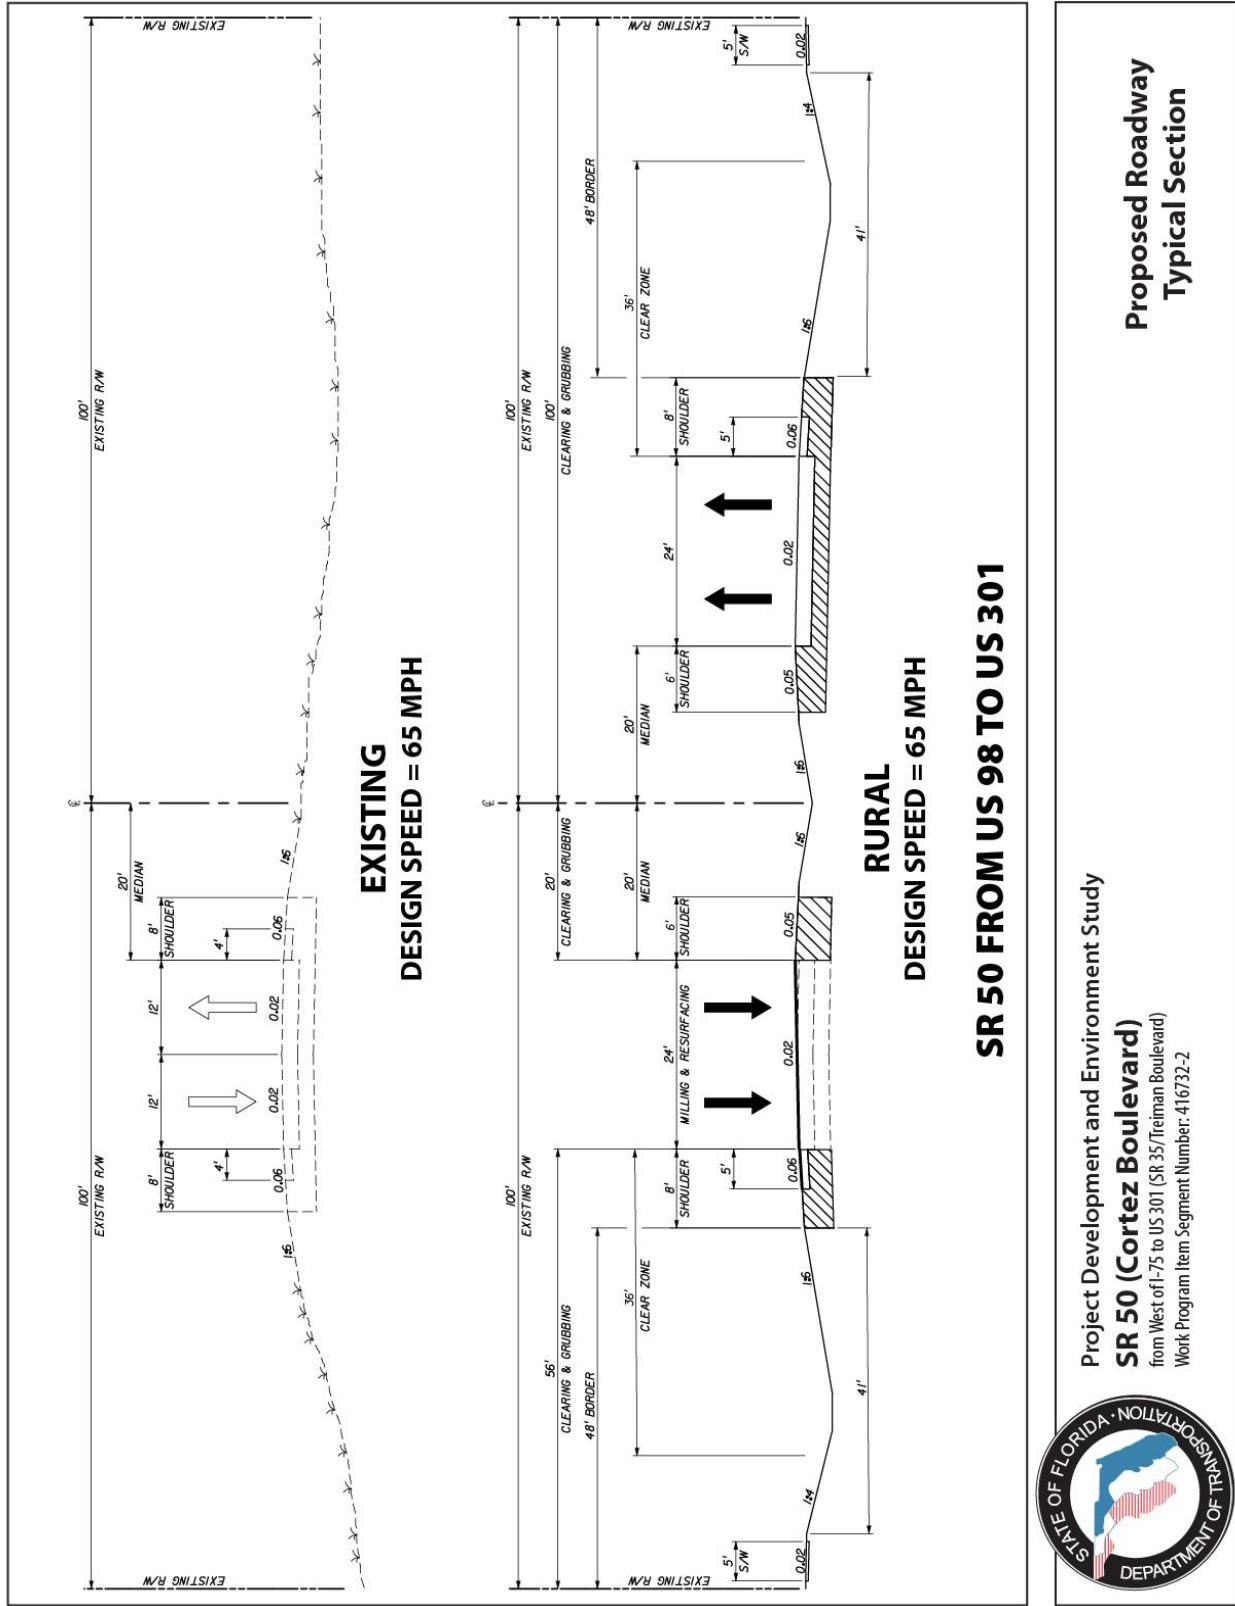 100'
EXISTING R/W
100'
EXISTING R/W
EXISTING R/W
EXISTING R/W
℄
20'
MEDIAN
8'
SHOULDER
12'
12'
8'
SHOULDER
4'
4'
1:6
0.06
0.02
0.02
0.06
1:6
EXISTING
DESIGN SPEED = 65 MPH
100'
EXISTING R/W
100'
EXISTING R/W
EXISTING R/W
EXISTING R/W
℄
56'
CLEARING & GRUBBING
20'
CLEARING & GRUBBING
100'
CLEARING & GRUBBING
48' BORDER
48' BORDER
36'
CLEAR ZONE
20'
MEDIAN
20'
MEDIAN
36'
CLEAR ZONE
8'
SHOULDER
24'
MILLING & RESURFACING
6'
SHOULDER
6'
SHOULDER
24'
8'
SHOULDER
5'
S/W
5'
5'
5'
S/W
0.02
1:4
1:6
0.06
0.02
0.05
1:6
1:6
0.05
0.02
0.06
1:6
1:4
0.02
41'
41'
RURAL
DESIGN SPEED = 65 MPH
SR 50 FROM US 98 TO US 301
STATE OF FLORIDA · DEPARTMENT OF TRANSPORTATION
Project Development and Environment Study
SR 50 (Cortez Boulevard)
from West of I-75 to US 301 (SR 35/Treiman Boulevard)
Work Program Item Segment Number: 416732-2
Proposed Roadway
Typical Section